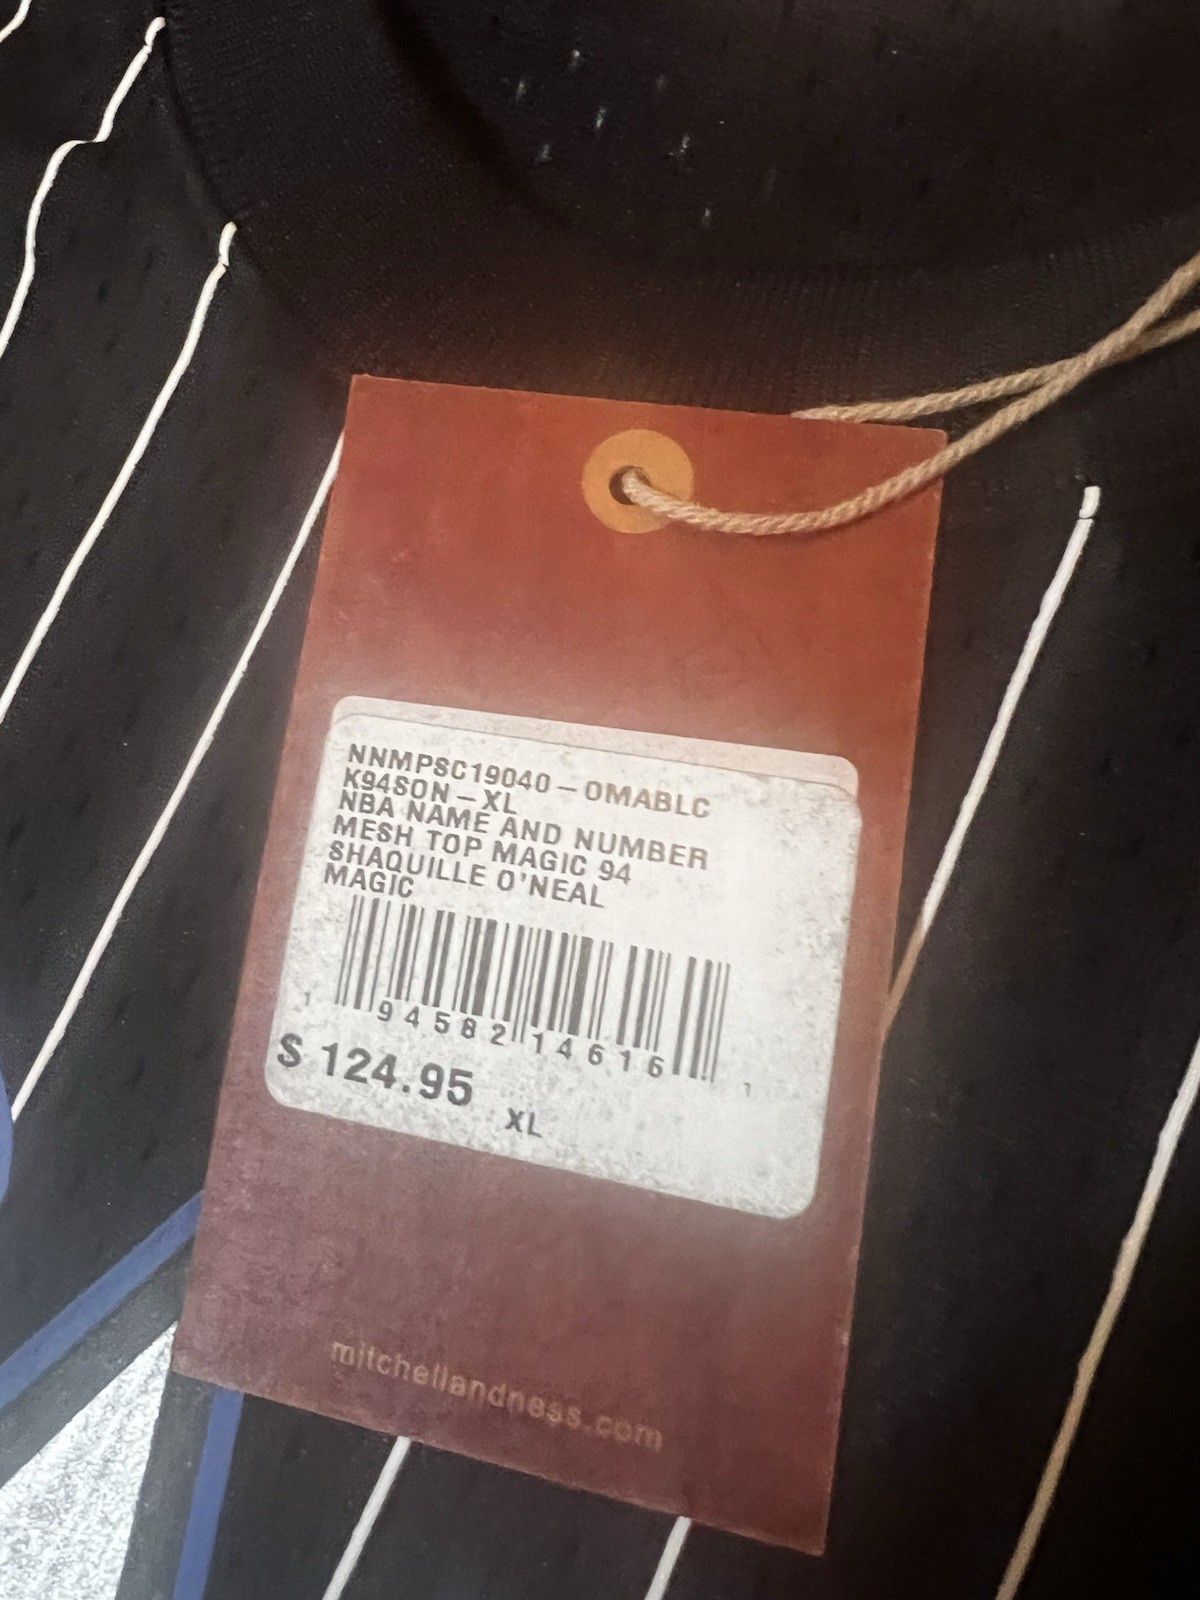 NNMPSC19040 – OMABLC
K94SON – XL
NBA NAME AND NUMBER
MESH TOP MAGIC 94
SHAQUILLE O'NEAL
MAGIC
1 94582 14616 1
$ 124.95
XL
mitchellandness.com